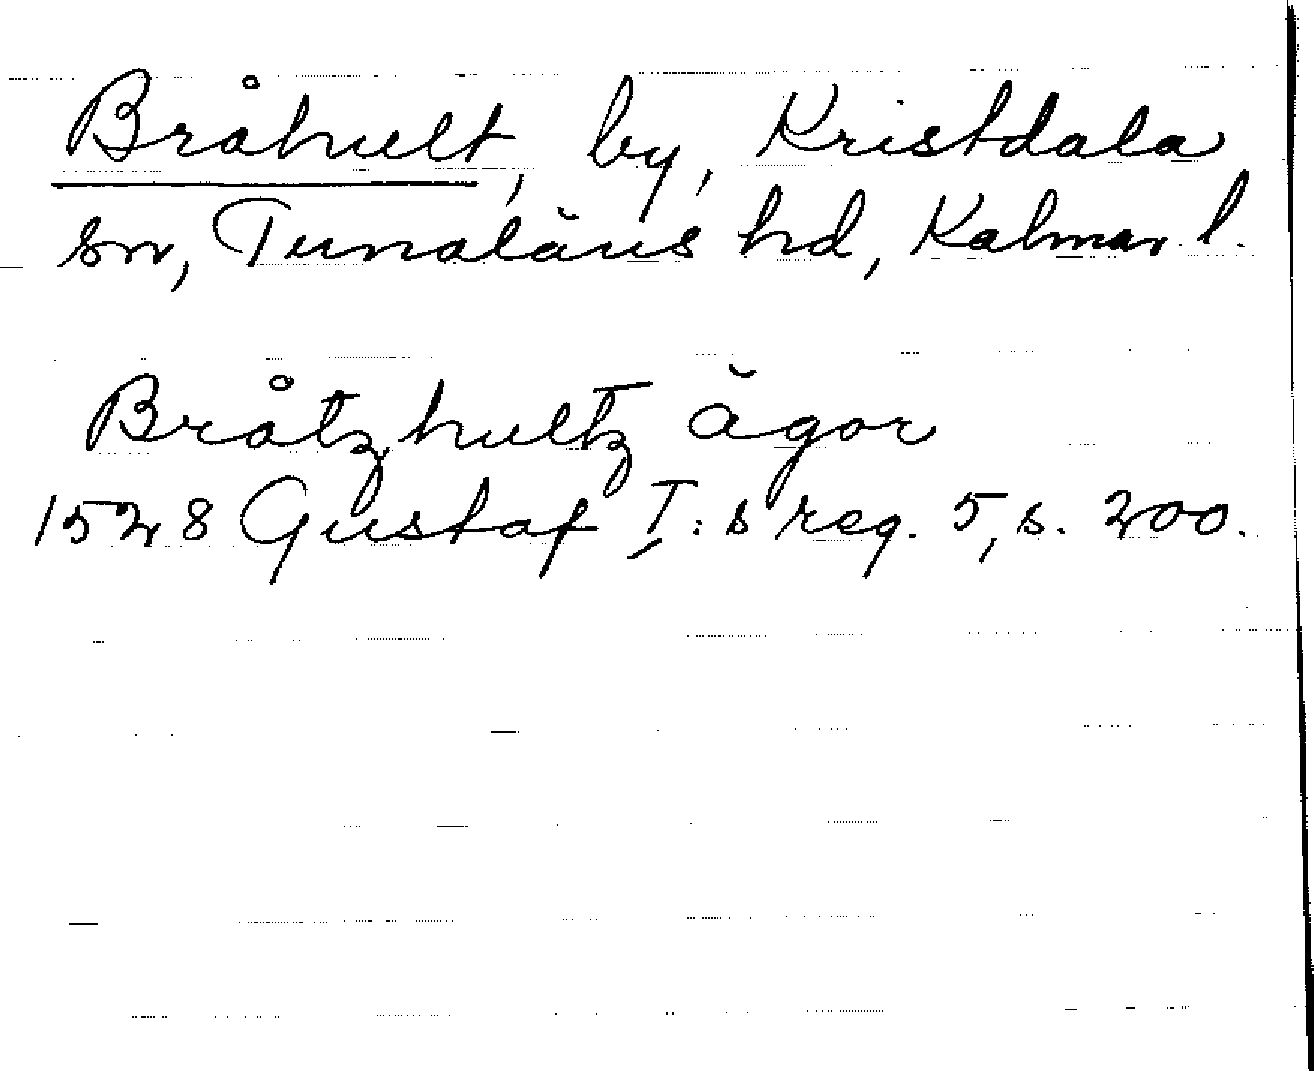 Bråhult, by, Kristdala
sn, Tunaläns hd, Kalmar l.
Bråtzhultz ägor
1528 Gustaf I:s reg. 5, s. 200.